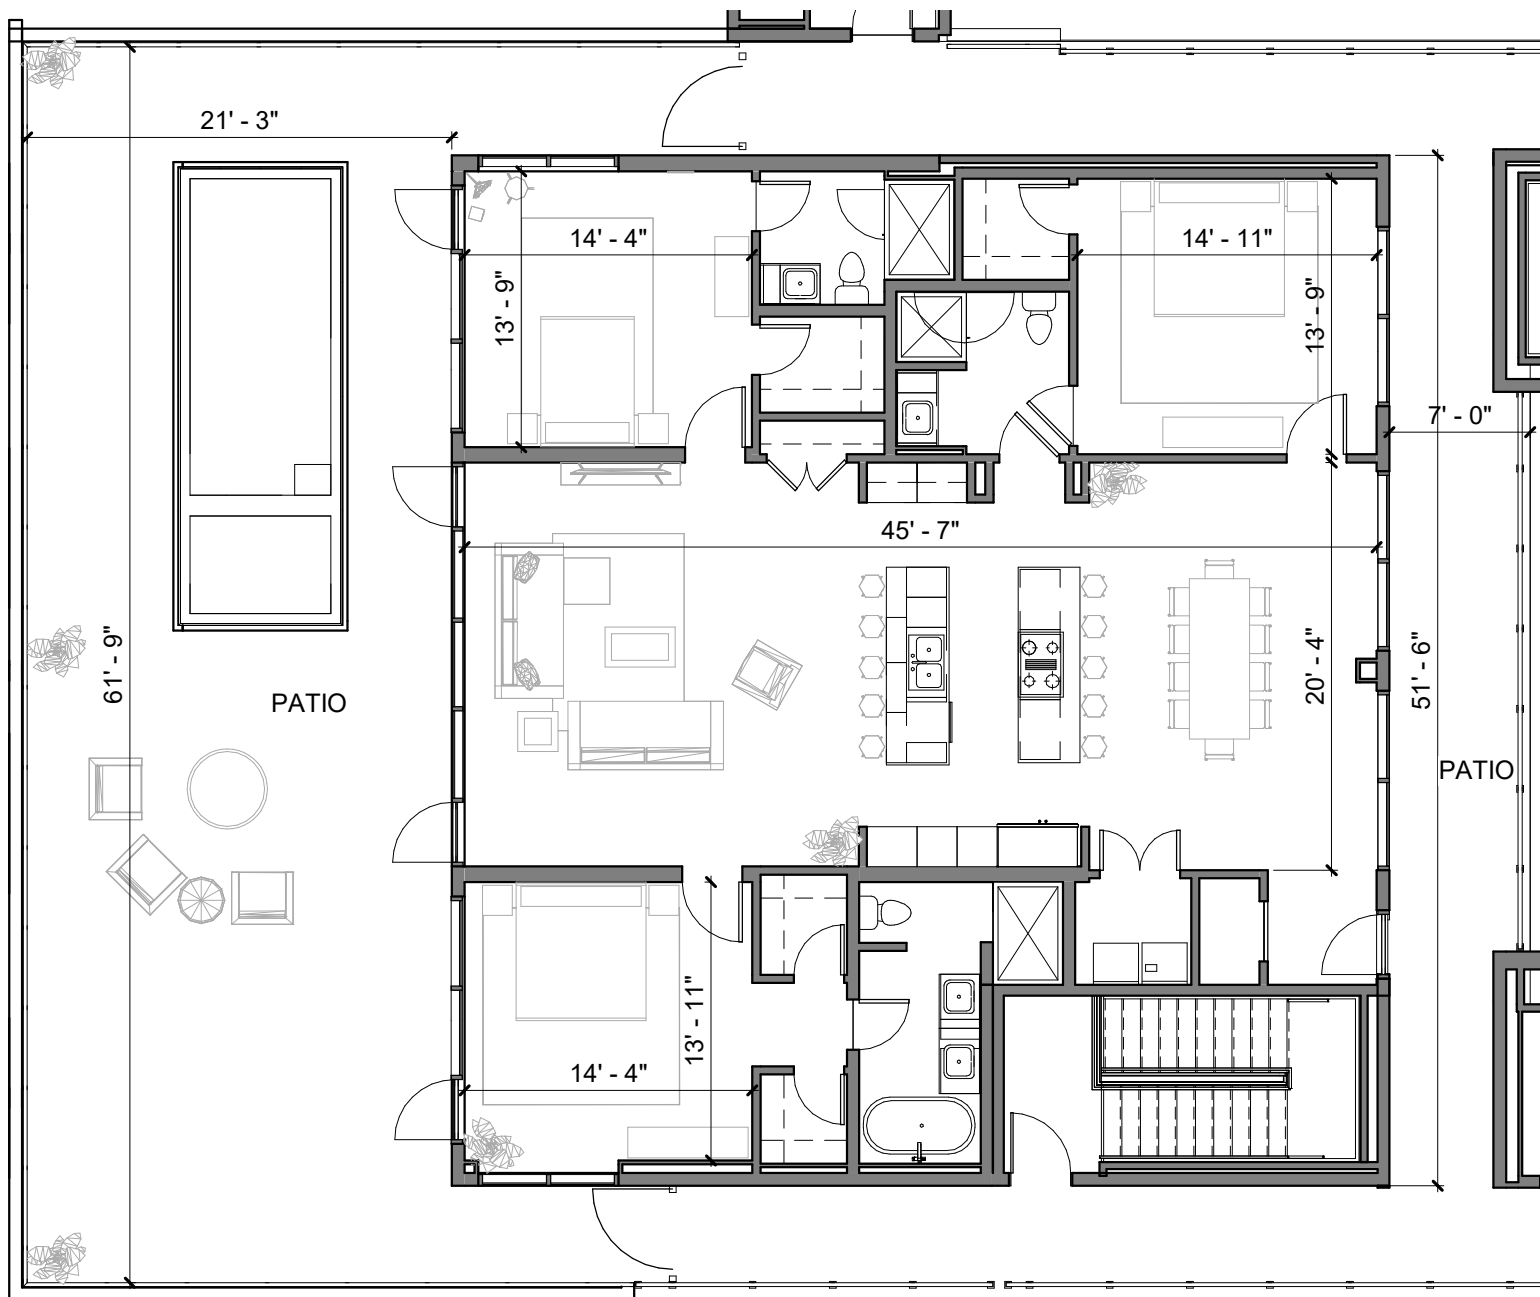 21' - 3"
14' - 4"
14' - 11"
13' - 9"
13' - 9"
7' - 0"
45' - 7"
61' - 9"
20' - 4"
51' - 6"
PATIO
PATIO
13' - 11"
14' - 4"